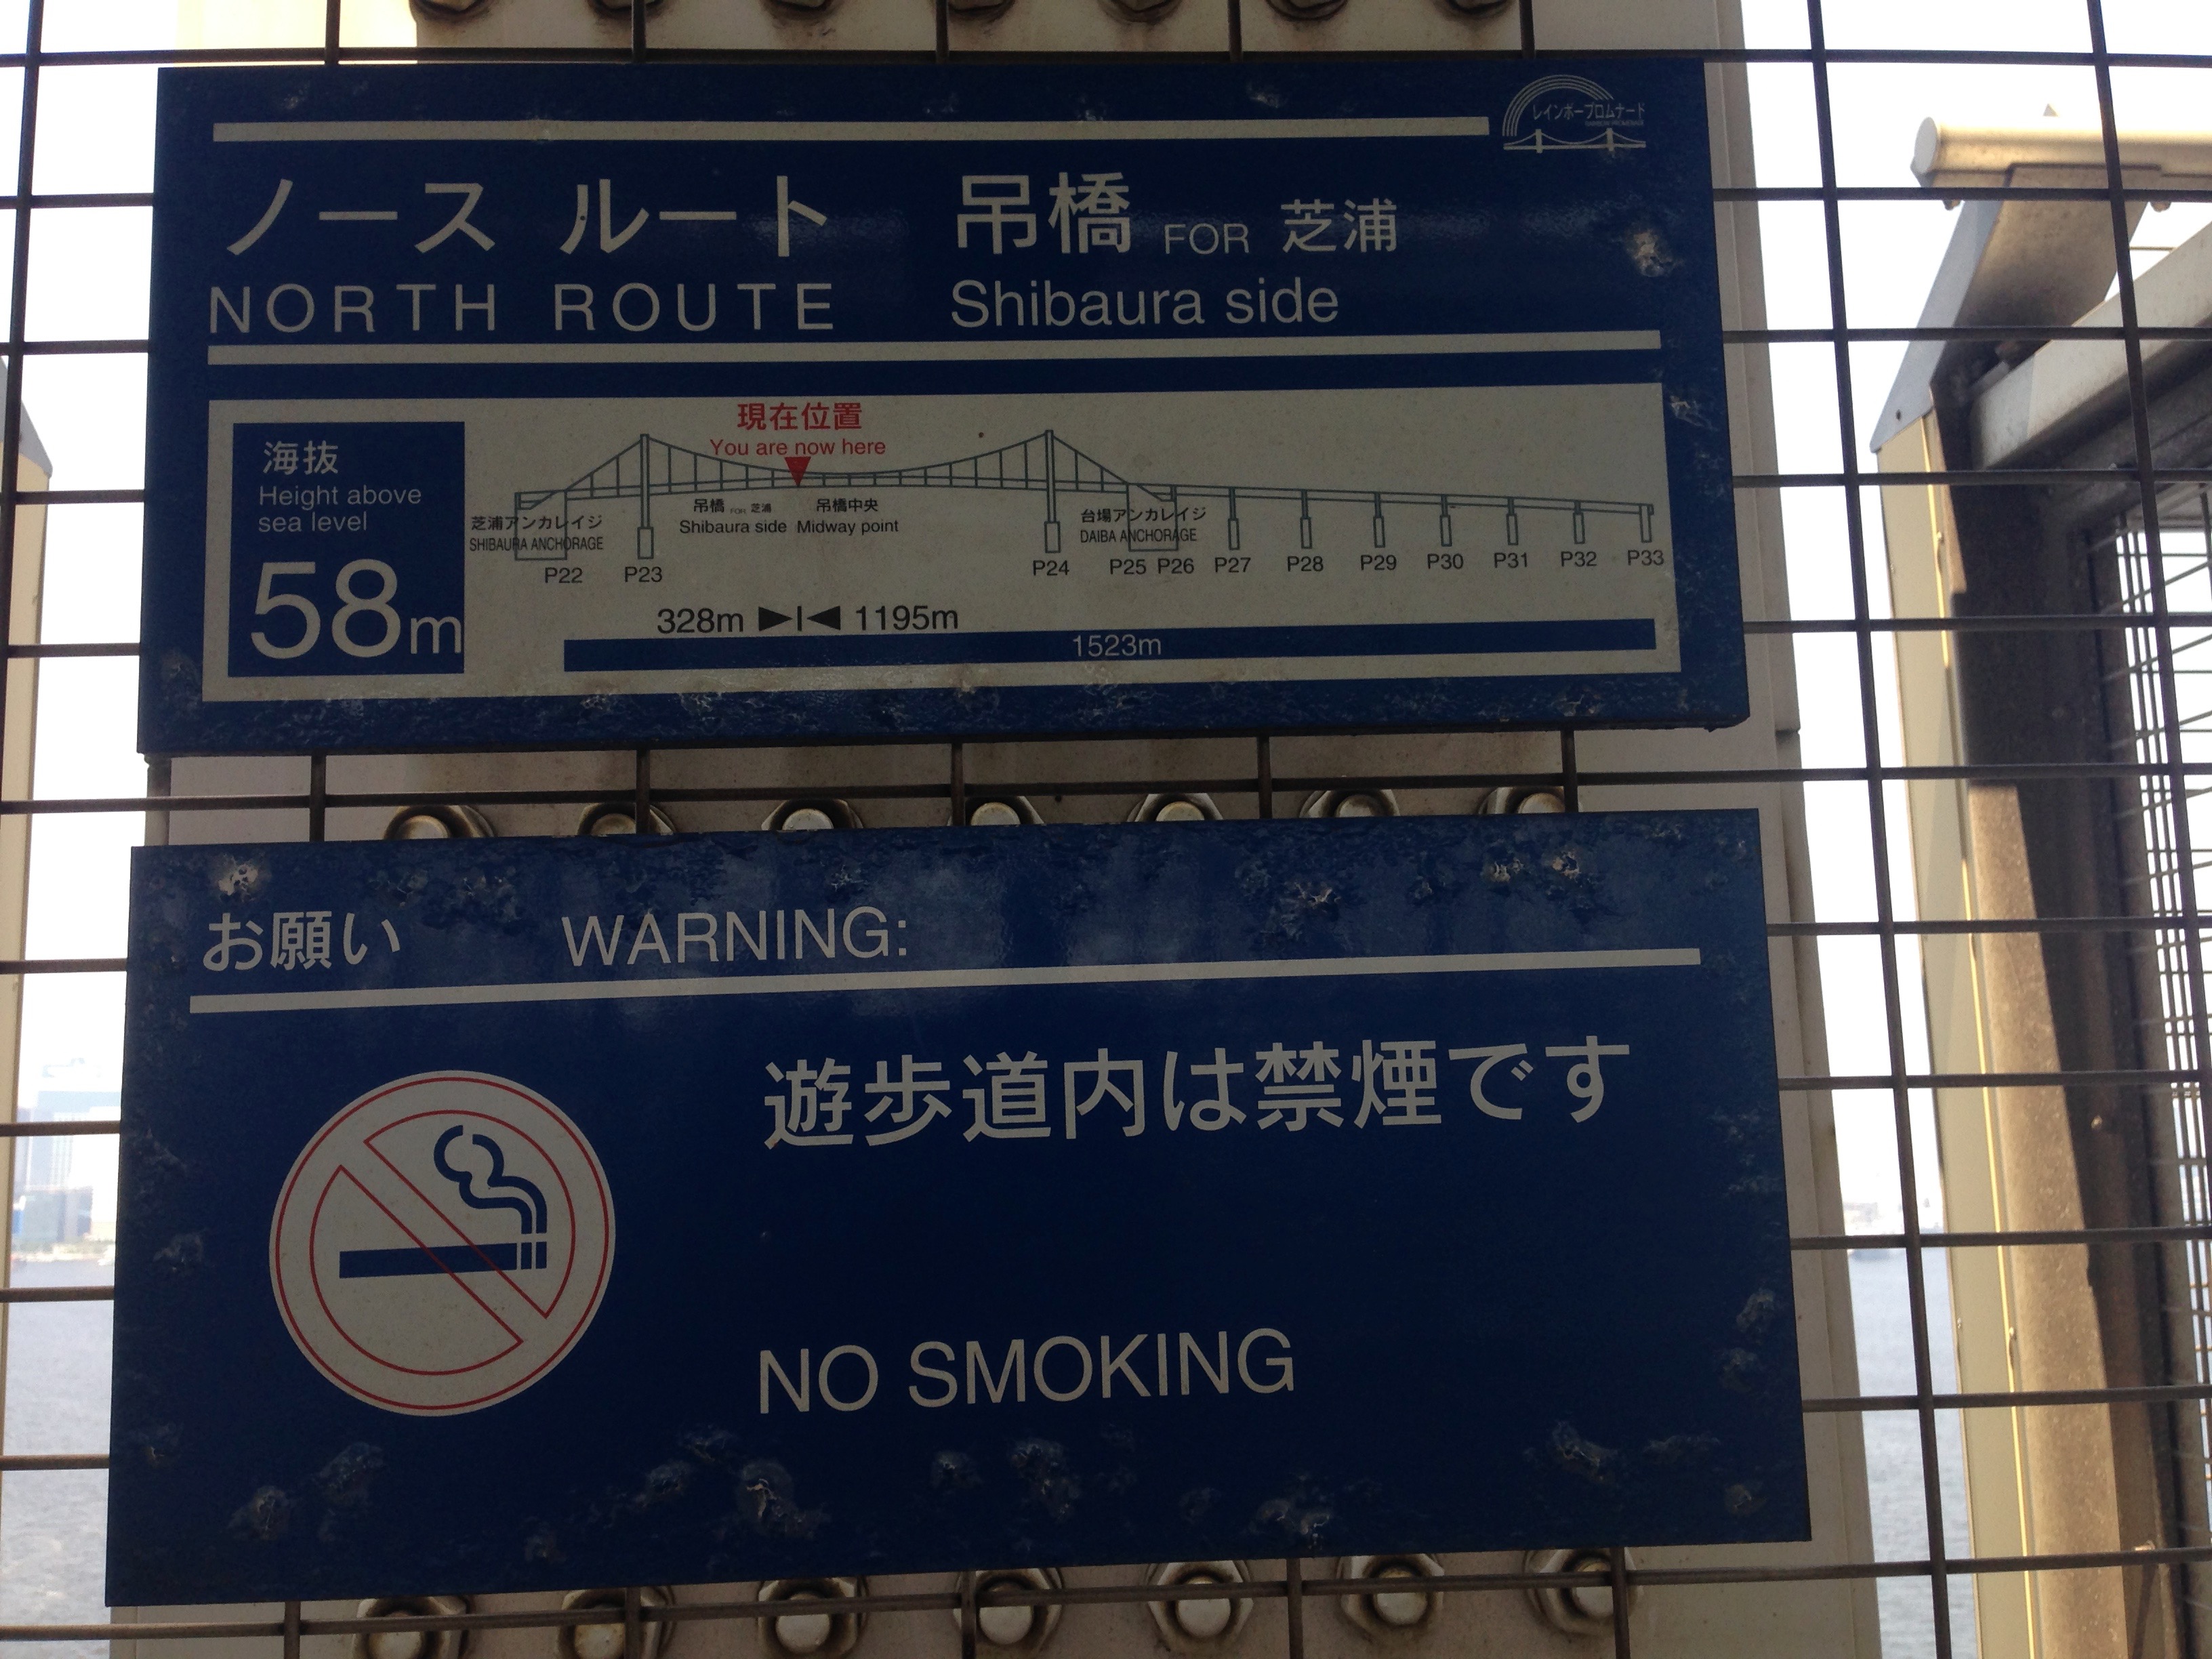 レインボープロムナード
ノース ルート 吊橋 FOR 芝浦
NORTH ROUTE Shibaura side
海抜
Height above
sea level
58m
現在位置
You are now here
芝浦アンカレイジ
SHIBAURA ANCHORAGE
吊橋 FOR 芝浦
Shibaura side
吊橋中央
Midway point
台場アンカレイジ
DAIBA ANCHORAGE
P22 P23 P24 P25 P26 P27 P28 P29 P30 P31 P32 P33
328m 1195m
1523m
お願い WARNING:
遊歩道内は禁煙です
NO SMOKING